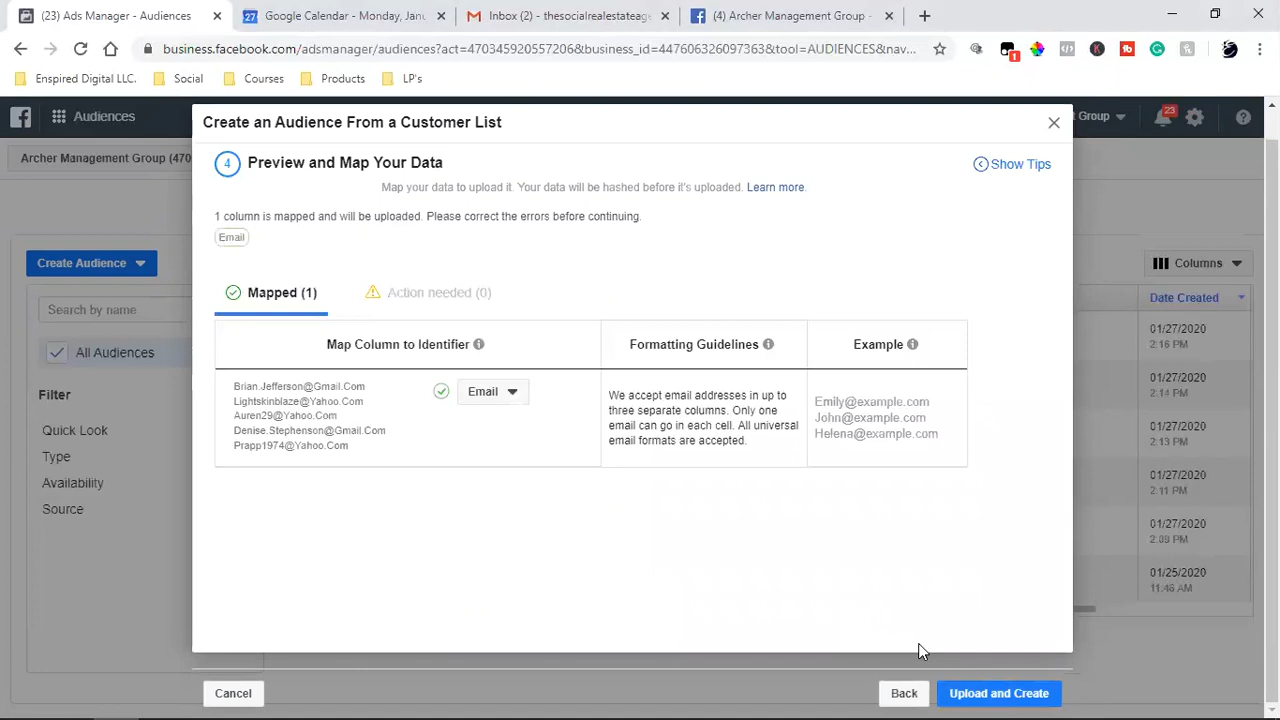 (23) Ads Manager - Audiences
Google Calendar - Monday, Janu
Inbox (2) - thesocialrealestateag
(4) Archer Management Group -
business.facebook.com/adsmanager/audiences?act=470345920557206&business_id=447606326097363&tool=AUDIENCES&nav...
1
Enspired Digital LLC.
Social
Courses
Products
LP's
Audiences
Group
23
Archer Management Group (470
Create an Audience From a Customer List
4
Preview and Map Your Data
Show Tips
Map your data to upload it. Your data will be hashed before it's uploaded. Learn more.
1 column is mapped and will be uploaded. Please correct the errors before continuing.
Email
Create Audience
Columns
Mapped (1)
Action needed (0)
Search by name
Date Created
Map Column to Identifier
Formatting Guidelines
Example
All Audiences
Brian.Jefferson@Gmail.Com
Lightskinblaze@Yahoo.Com
Auren29@Yahoo.Com
Denise.Stephenson@Gmail.Com
Prapp1974@Yahoo.Com
Email
We accept email addresses in up to
three separate columns. Only one
email can go in each cell. All universal
email formats are accepted.
Emily@example.com
John@example.com
Helena@example.com
Filter
Quick Look
Type
Availability
Source
01/27/2020
2:16 PM
01/27/2020
2:14 PM
01/27/2020
2:13 PM
01/27/2020
2:11 PM
01/27/2020
2:09 PM
01/25/2020
11:46 AM
Cancel
Back
Upload and Create